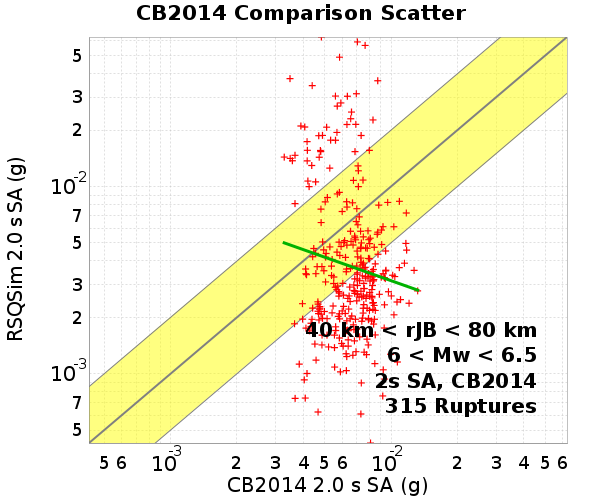 CB2014 Comparison Scatter
RSQSim 2.0 s SA (g)
5
3
2
10-2
7
5
3
2
10-3
7
5
40 km < rJB < 80 km
6 < Mw < 6.5
2s SA, CB2014
315 Ruptures
5 6 10-3 2 3 4 5 6 10-2 2 3 4 5 6
CB2014 2.0 s SA (g)